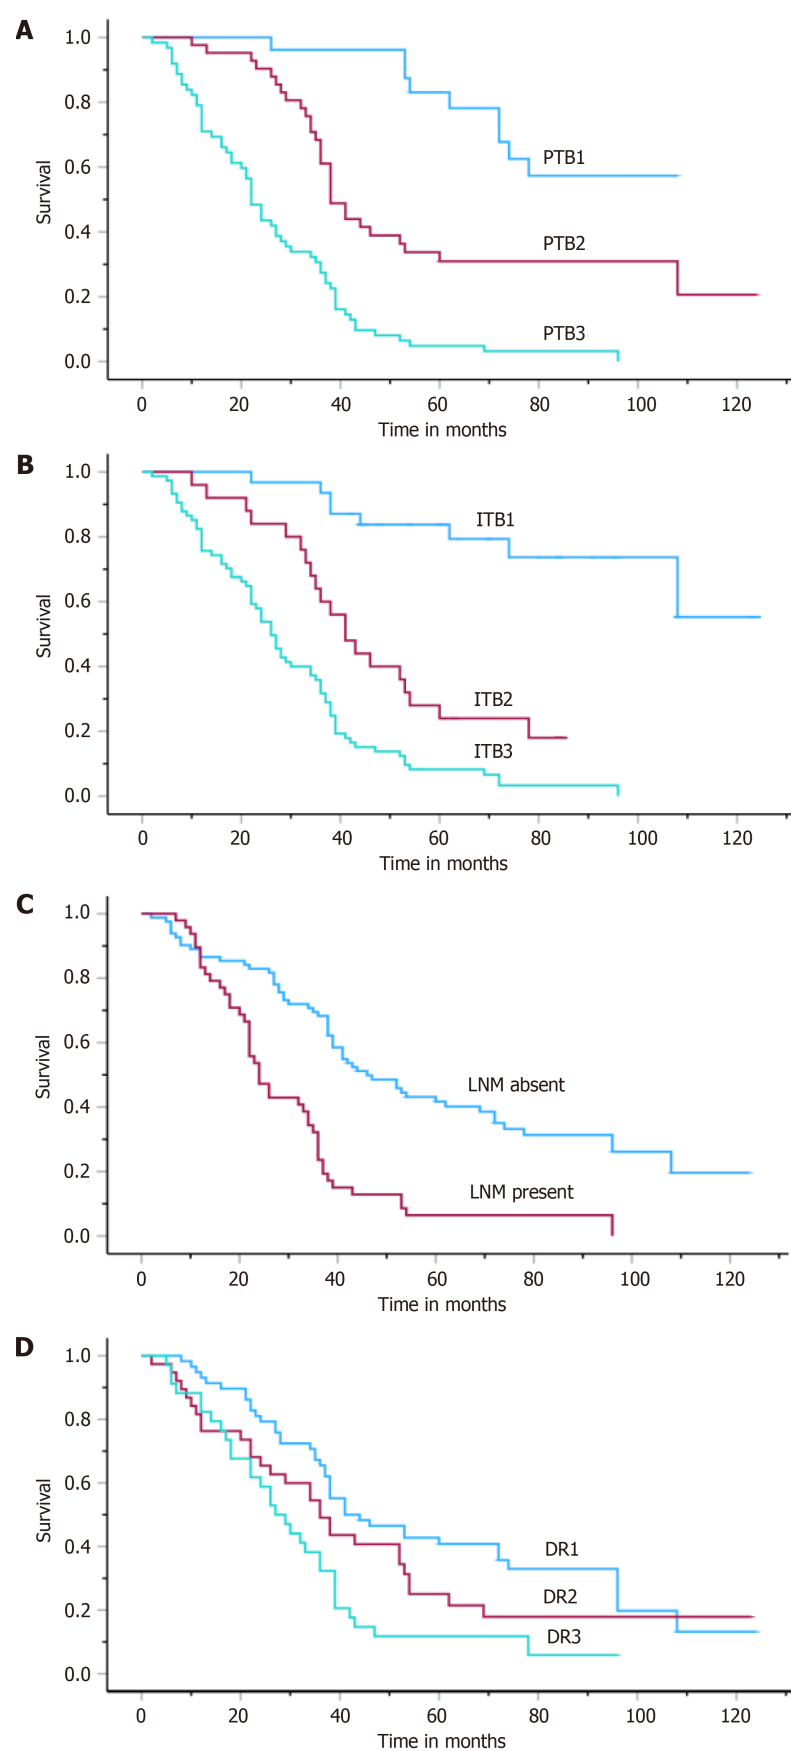 A
1.0
0.8
0.6
0.4
0.2
0.0
Survival
PTB1
PTB2
PTB3
0 20 40 60 80 100 120
Time in months
B
1.0
0.8
0.6
0.4
0.2
0.0
Survival
ITB1
ITB2
ITB3
0 20 40 60 80 100 120
Time in months
C
1.0
0.8
0.6
0.4
0.2
0.0
Survival
LNM absent
LNM present
0 20 40 60 80 100 120
Time in months
D
1.0
0.8
0.6
0.4
0.2
0.0
Survival
DR1
DR2
DR3
0 20 40 60 80 100 120
Time in months